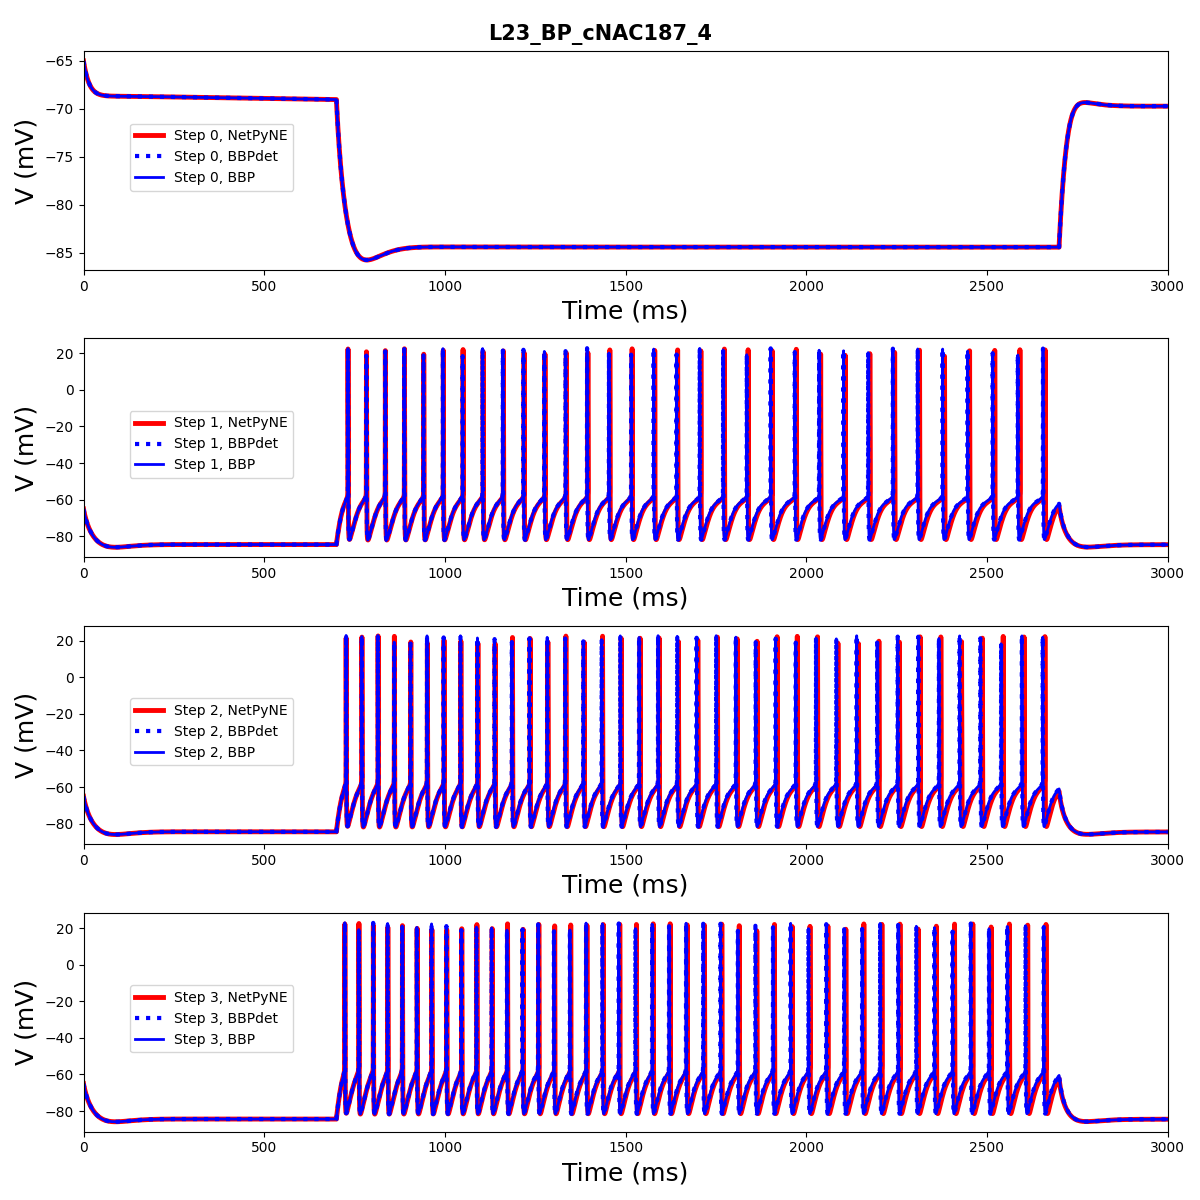 L23_BP_cNAC187_4
−65
−70
−75
−80
−85
V (mV)
Step 0, NetPyNE
Step 0, BBPdet
Step 0, BBP
0 500 1000 1500 2000 2500 3000
Time (ms)
20
0
−20
−40
−60
−80
V (mV)
Step 1, NetPyNE
Step 1, BBPdet
Step 1, BBP
0 500 1000 1500 2000 2500 3000
Time (ms)
20
0
−20
−40
−60
−80
V (mV)
Step 2, NetPyNE
Step 2, BBPdet
Step 2, BBP
0 500 1000 1500 2000 2500 3000
Time (ms)
20
0
−20
−40
−60
−80
V (mV)
Step 3, NetPyNE
Step 3, BBPdet
Step 3, BBP
0 500 1000 1500 2000 2500 3000
Time (ms)